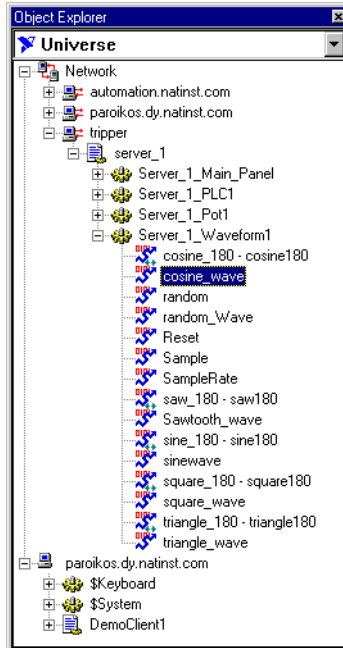 Object Explorer
Universe
Network
automation.natinst.com
paroikos.dy.natinst.com
tripper
server_1
Server_1_Main_Panel
Server_1_PLC1
Server_1_Pot1
Server_1_Waveform1
cosine_180 - cosine180
cosine_wave
random
random_Wave
Reset
Sample
SampleRate
saw_180 - saw180
Sawtooth_wave
sine_180 - sine180
sinewave
square_180 - square180
square_wave
triangle_180 - triangle180
triangle_wave
paroikos.dy.natinst.com
$Keyboard
$System
DemoClient1